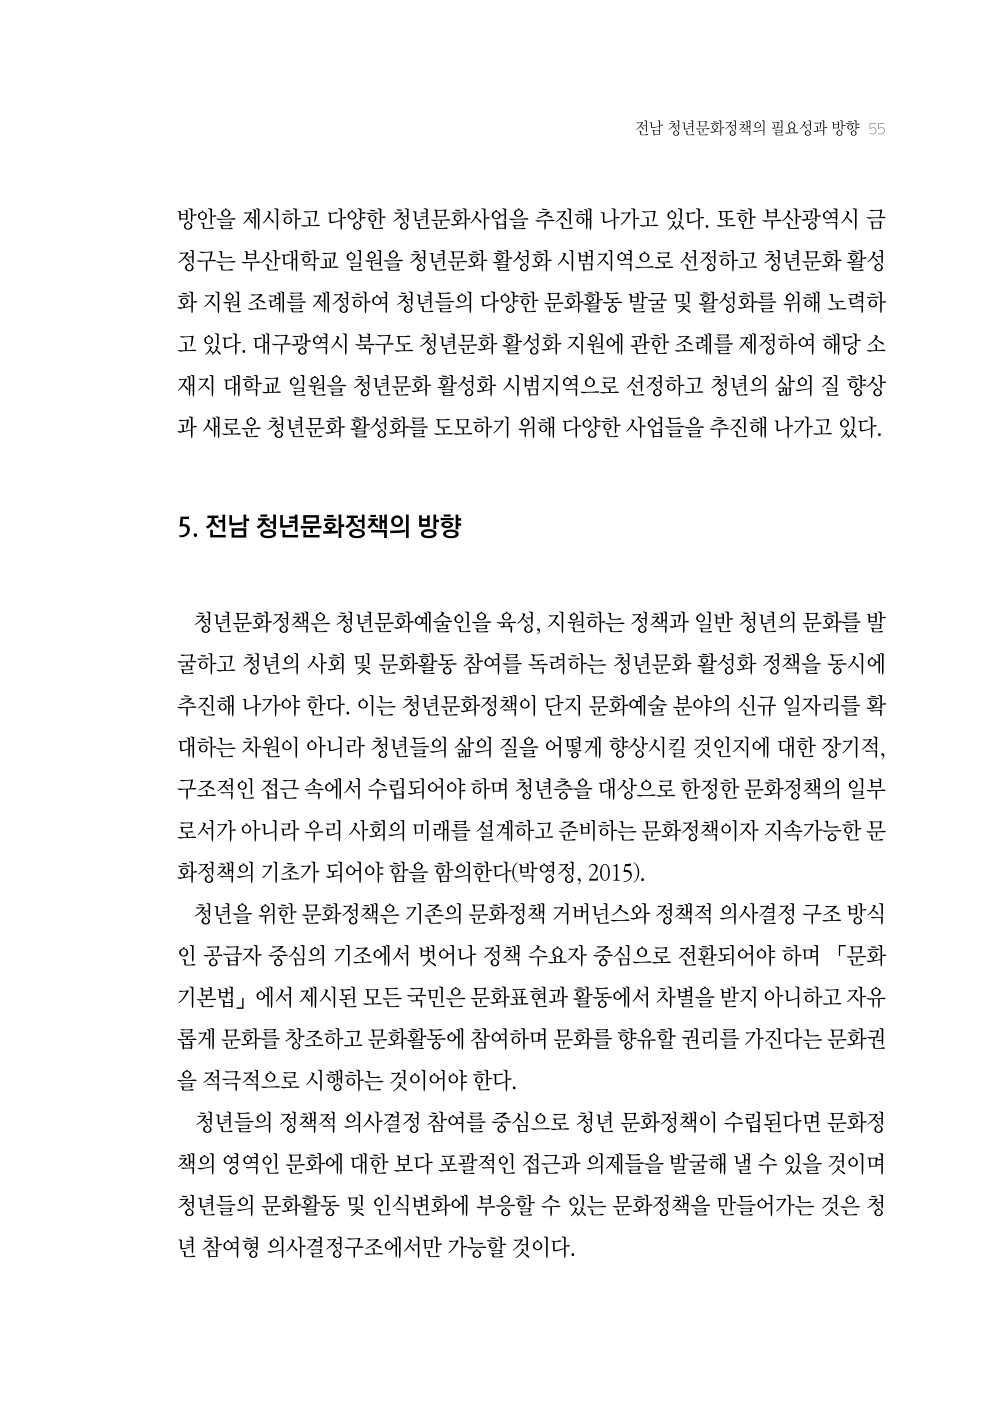 전남 청년문화정책의 필요성과 방향 55
방안을 제시하고 다양한 청년문화사업을 추진해 나가고 있다. 또한 부산광역시 금
정구는 부산대학교 일원을 청년문화 활성화 시범지역으로 선정하고 청년문화 활성
화 지원 조례를 제정하여 청년들의 다양한 문화활동 발굴 및 활성화를 위해 노력하
고 있다. 대구광역시 북구도 청년문화 활성화 지원에 관한 조례를 제정하여 해당 소
재지 대학교 일원을 청년문화 활성화 시범지역으로 선정하고 청년의 삶의 질 향상
과 새로운 청년문화 활성화를 도모하기 위해 다양한 사업들을 추진해 나가고 있다.
5. 전남 청년문화정책의 방향
청년문화정책은 청년문화예술인을 육성, 지원하는 정책과 일반 청년의 문화를 발
굴하고 청년의 사회 및 문화활동 참여를 독려하는 청년문화 활성화 정책을 동시에
추진해 나가야 한다. 이는 청년문화정책이 단지 문화예술 분야의 신규 일자리를 확
대하는 차원이 아니라 청년들의 삶의 질을 어떻게 향상시킬 것인지에 대한 장기적,
구조적인 접근 속에서 수립되어야 하며 청년층을 대상으로 한정한 문화정책의 일부
로서가 아니라 우리 사회의 미래를 설계하고 준비하는 문화정책이자 지속가능한 문
화정책의 기초가 되어야 함을 함의한다(박영정, 2015).
청년을 위한 문화정책은 기존의 문화정책 거버넌스와 정책적 의사결정 구조 방식
인 공급자 중심의 기조에서 벗어나 정책 수요자 중심으로 전환되어야 하며 「문화
기본법」에서 제시된 모든 국민은 문화표현과 활동에서 차별을 받지 아니하고 자유
롭게 문화를 창조하고 문화활동에 참여하며 문화를 향유할 권리를 가진다는 문화권
을 적극적으로 시행하는 것이어야 한다.
청년들의 정책적 의사결정 참여를 중심으로 청년 문화정책이 수립된다면 문화정
책의 영역인 문화에 대한 보다 포괄적인 접근과 의제들을 발굴해 낼 수 있을 것이며
청년들의 문화활동 및 인식변화에 부응할 수 있는 문화정책을 만들어가는 것은 청
년 참여형 의사결정구조에서만 가능할 것이다.